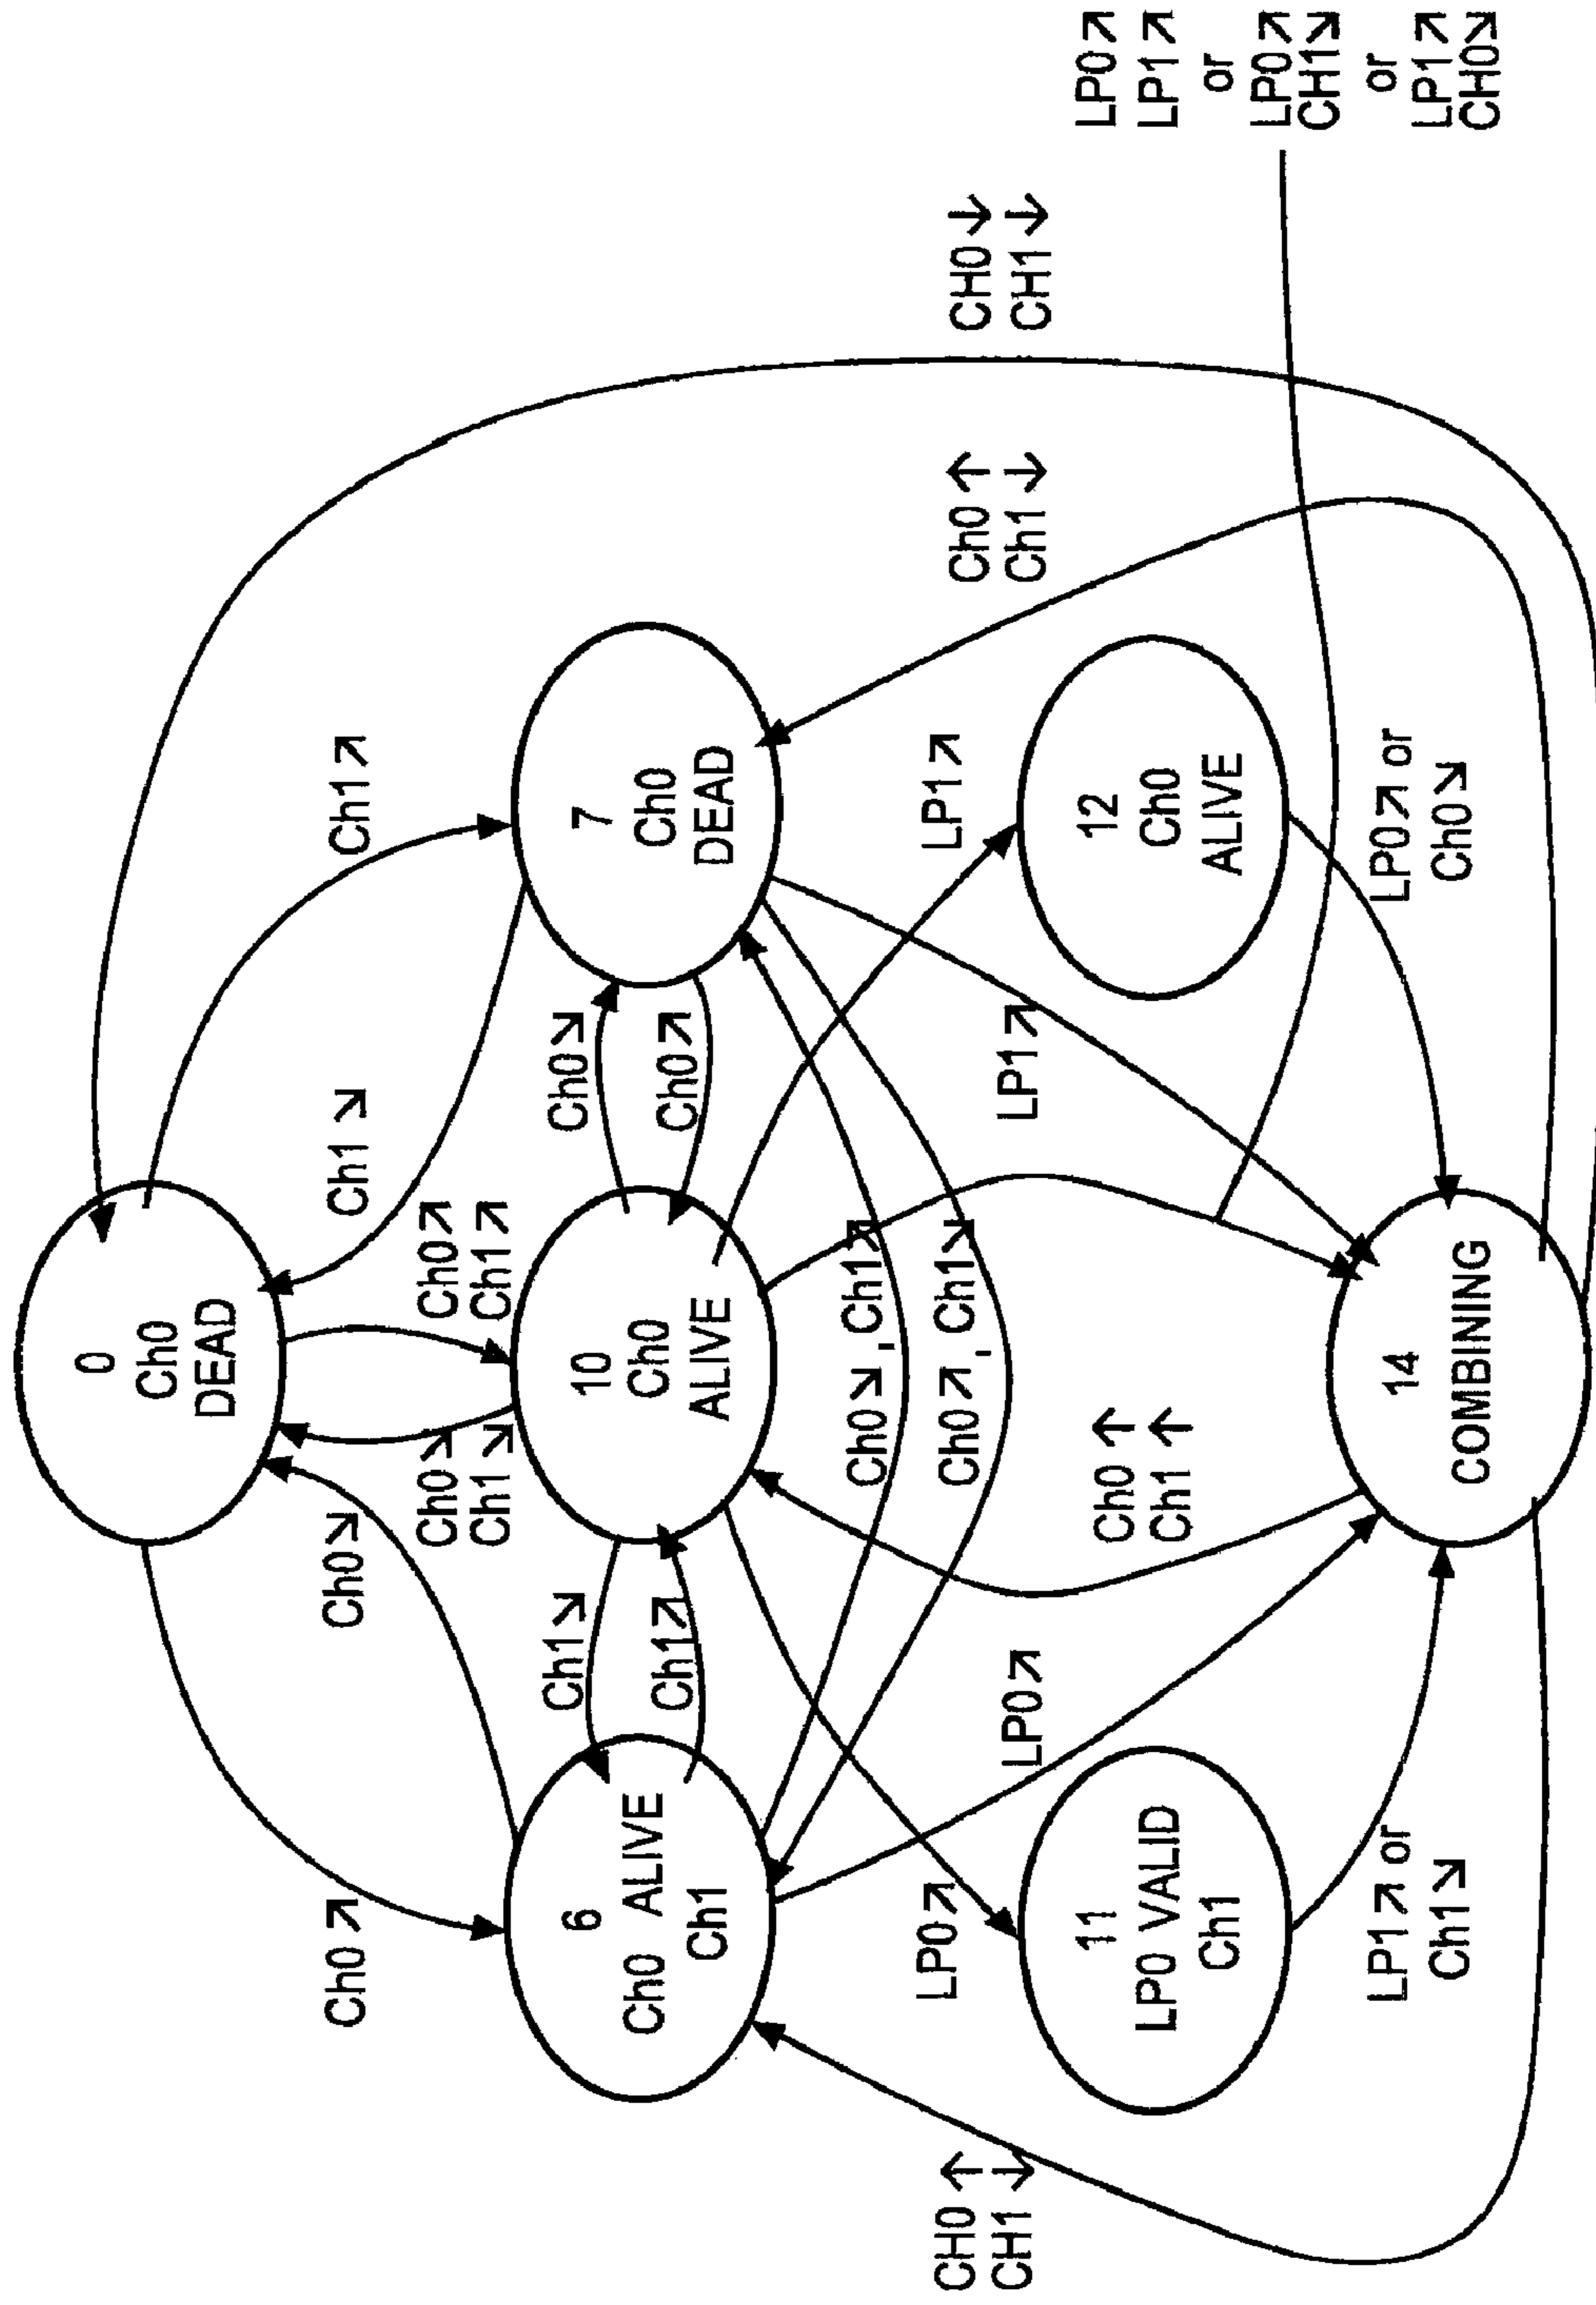 0
Ch0
DEAD
Ch0↗
Ch0↘
Ch1↘
Ch1↗
Ch0↘
Ch1↘
Ch0↗
Ch1↗
6
Ch0 ALIVE
Ch1
Ch1↘
Ch1↗
10
Ch0
ALIVE
Ch0↘
Ch0↗
7
Ch0
DEAD
Ch0↘,Ch1↗
Ch0↗,Ch1↘
CH0↑
CH1↓
LP0↗
LP0↗
Ch0↑
Ch1↑
LP1↗
LP1↗
Ch0↑
Ch1↓
CH0↓
CH1↓
11
LP0 VALID
Ch1
12
Ch0
ALIVE
LP0↗
LP1↗
or
LP0↗
CH1↘
or
LP1↗
CH0↘
LP1↗or
Ch1↘
14
COMBINING
LP0↗or
Ch0↘